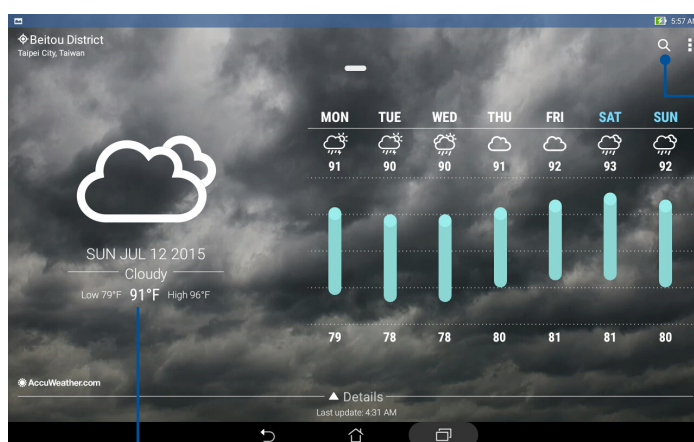 5:57 AM
Beitou District
Taipei City, Taiwan
MON TUE WED THU FRI SAT SUN
91 90 90 91 92 93 92
SUN JUL 12 2015
Cloudy
Low 79°F 91°F High 96°F
79 78 78 80 81 81 80
AccuWeather.com
Details
Last update: 4:31 AM